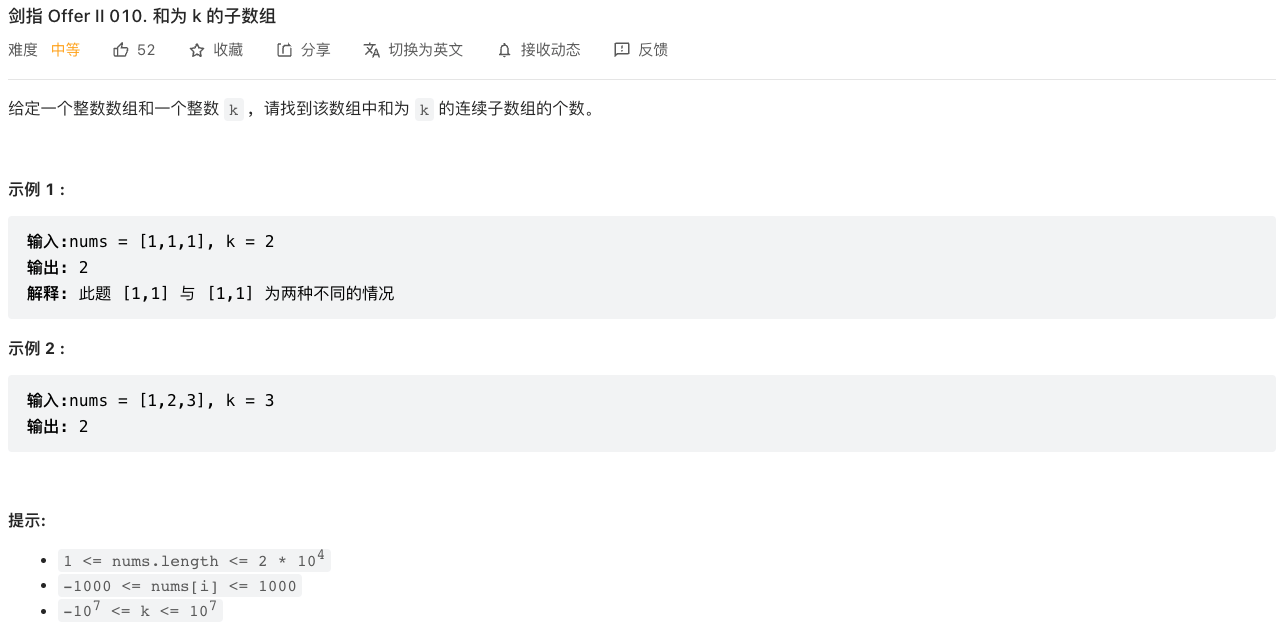 剑指 Offer II 010. 和为 k 的子数组
难度 中等 52 收藏 分享 切换为英文 接收动态 反馈
给定一个整数数组和一个整数 k ，请找到该数组中和为 k 的连续子数组的个数。
示例 1 :
输入:nums = [1,1,1], k = 2
输出: 2
解释: 此题 [1,1] 与 [1,1] 为两种不同的情况
示例 2 :
输入:nums = [1,2,3], k = 3
输出: 2
提示:
• 1 <= nums.length <= 2 * 10^4
• -1000 <= nums[i] <= 1000
• -10^7 <= k <= 10^7